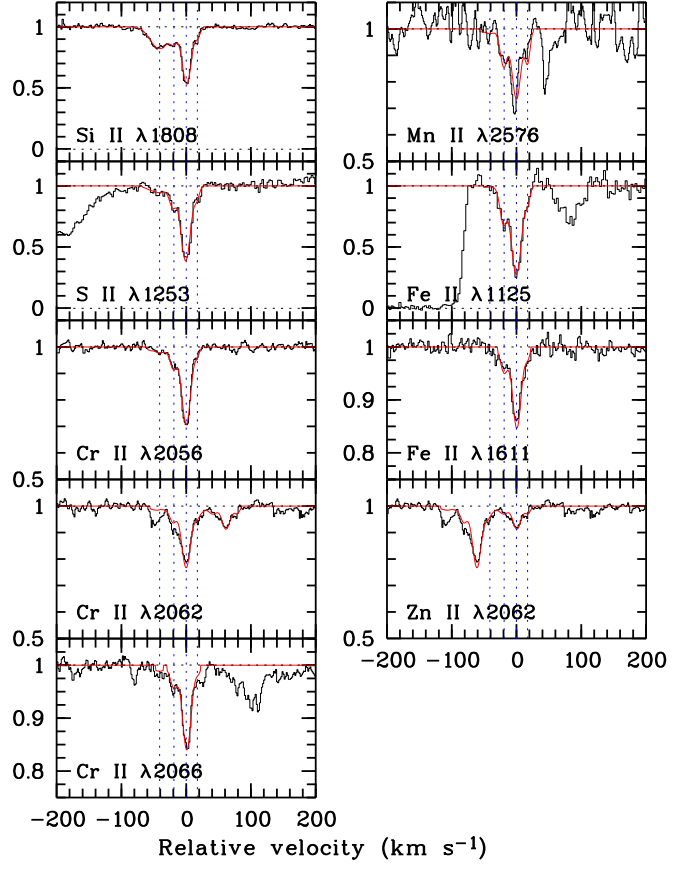 1
0.5
0
Si II λ1808
1
0.5
Mn II λ2576
1
0.5
0
S II λ1253
1
0.5
0
Fe II λ1125
1
0.5
Cr II λ2056
1
0.9
0.8
Fe II λ1611
1
0.5
Cr II λ2062
1
0.5
Zn II λ2062
−200 −100 0 100 200
1
0.9
0.8
Cr II λ2066
−200 −100 0 100 200
Relative velocity (km s⁻¹)